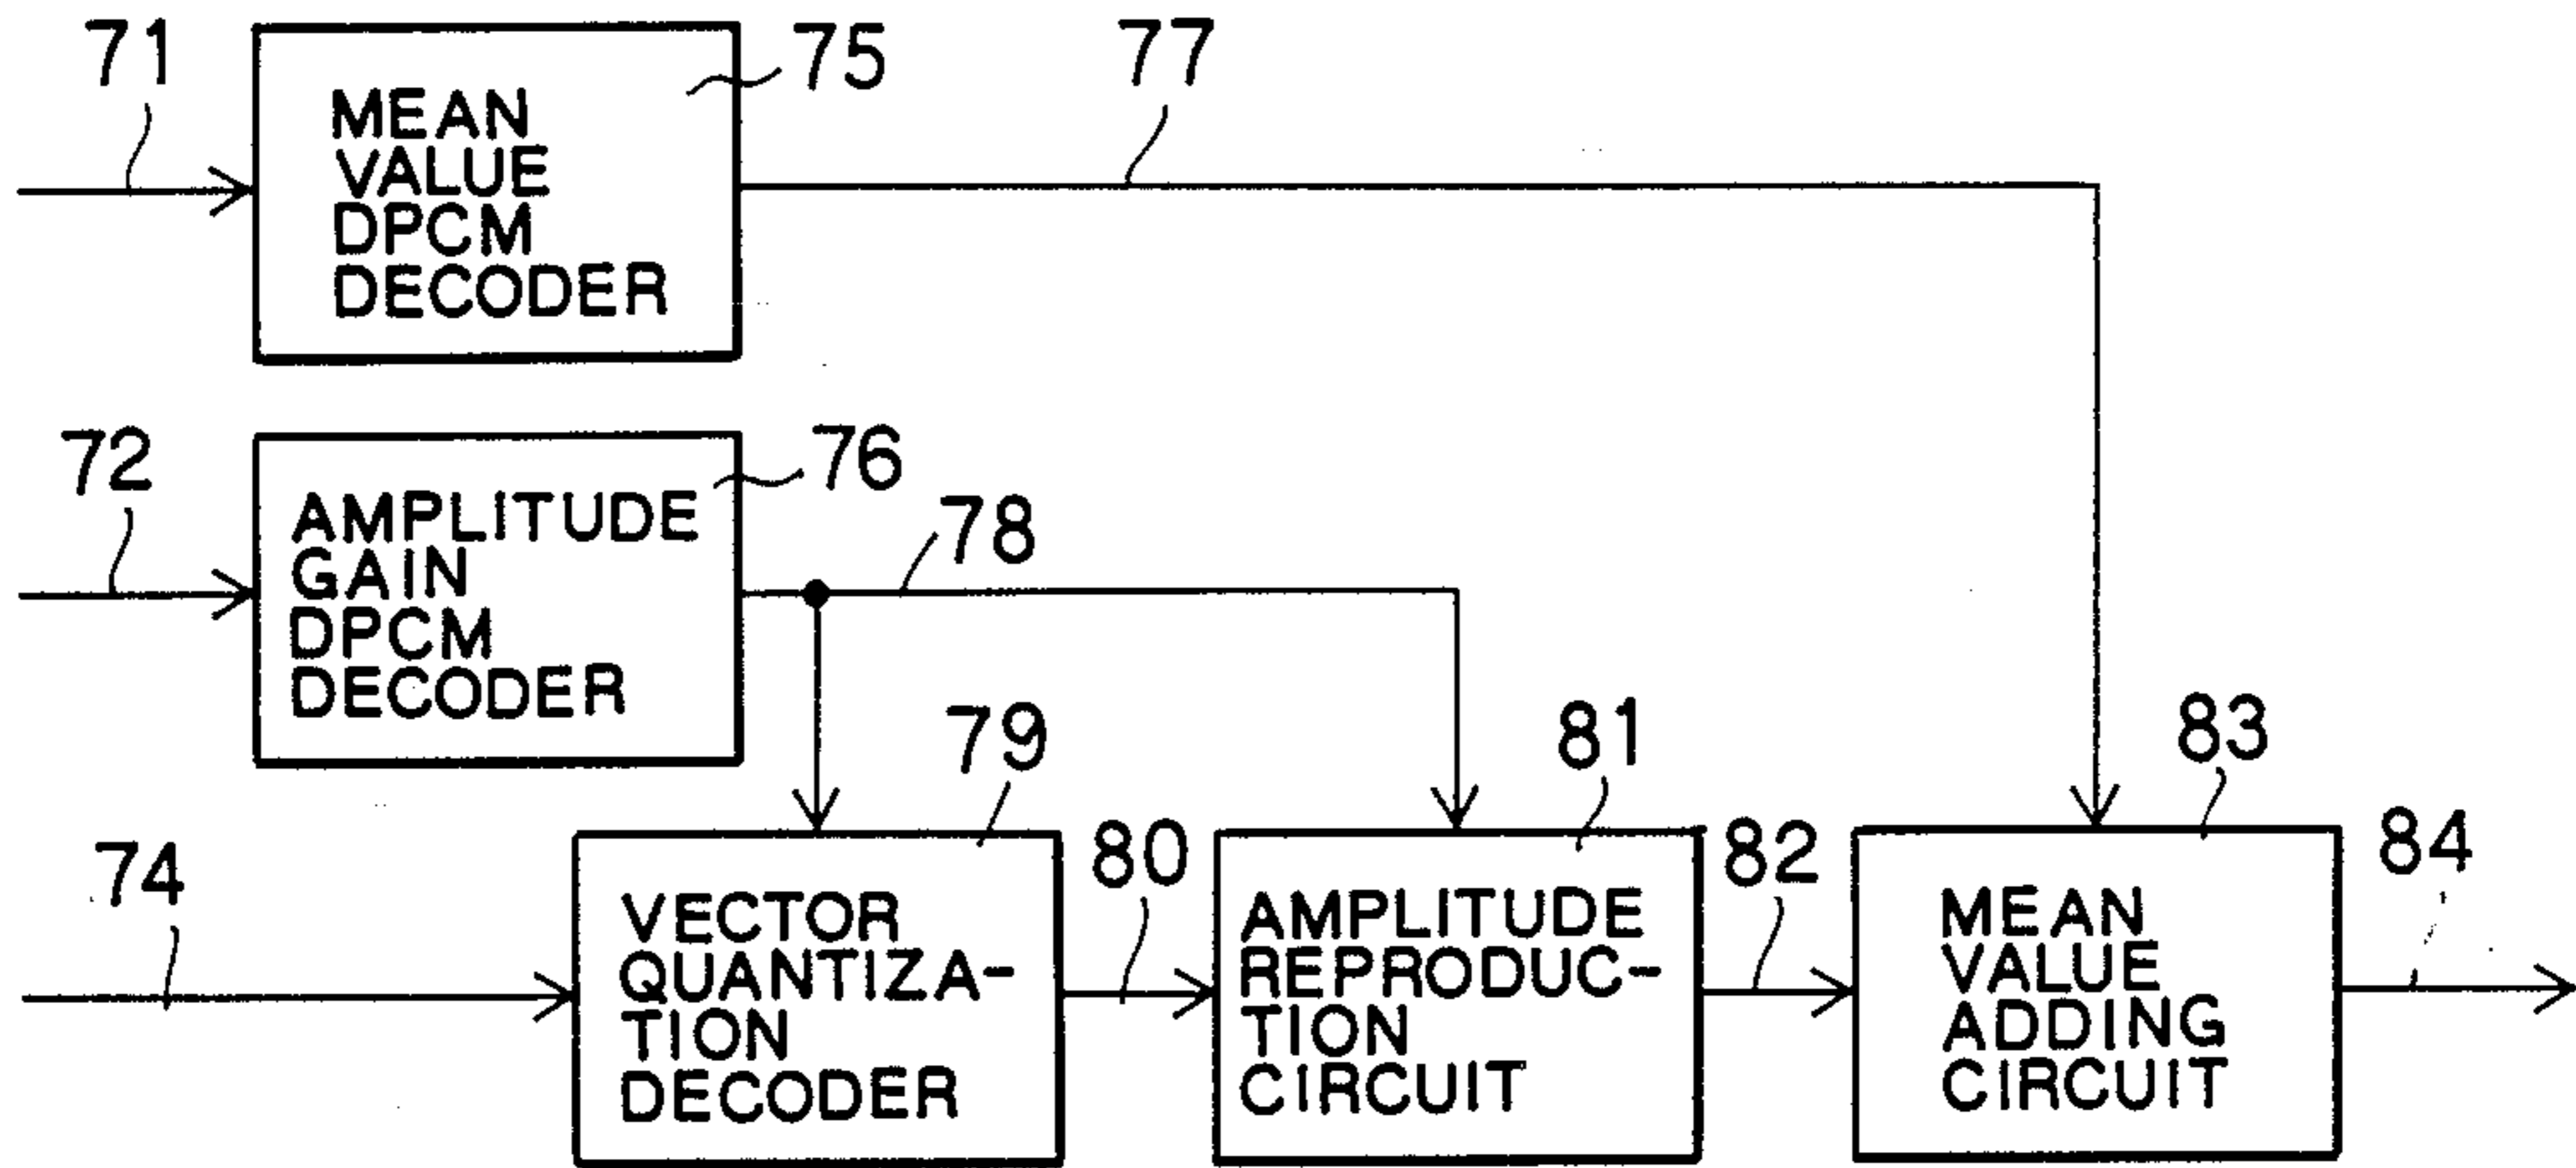 71
75
77
MEAN
VALUE
DPCM
DECODER
72
76
78
AMPLITUDE
GAIN
DPCM
DECODER
74
79
80
81
82
83
84
VECTOR
QUANTIZA-
TION
DECODER
AMPLITUDE
REPRODUC-
TION
CIRCUIT
MEAN
VALUE
ADDING
CIRCUIT